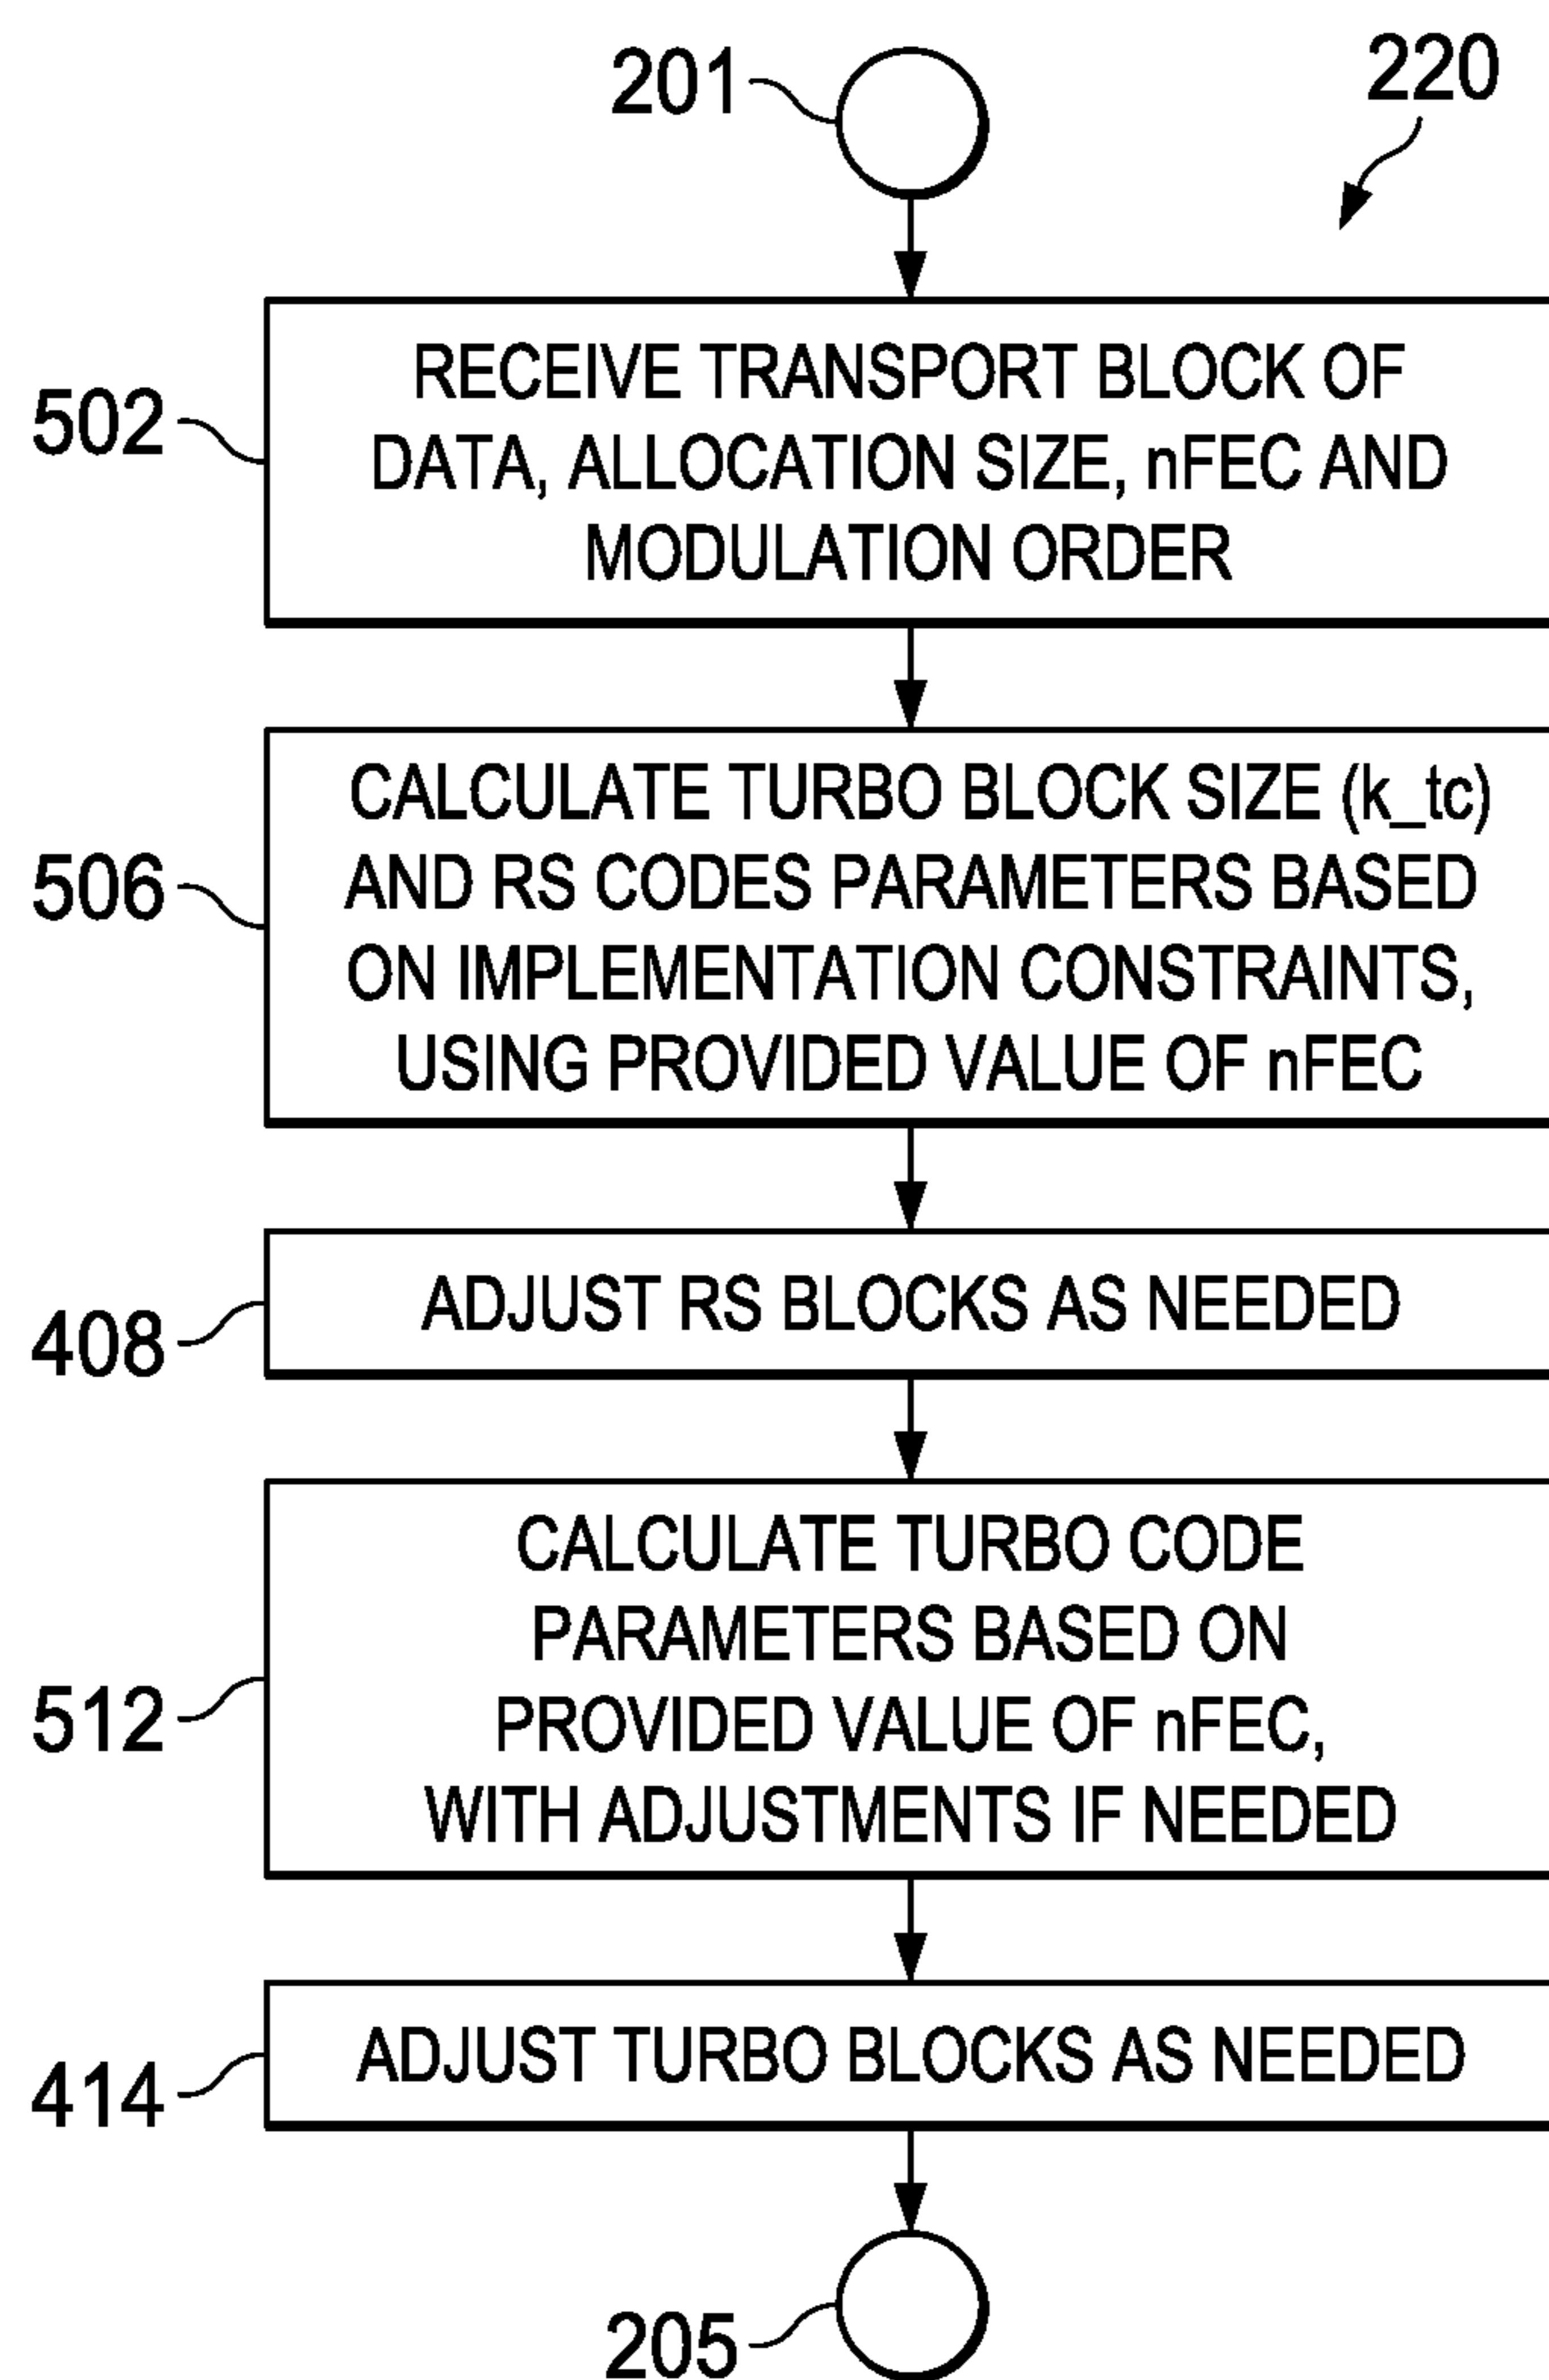 201
220
502
RECEIVE TRANSPORT BLOCK OF
DATA, ALLOCATION SIZE, nFEC AND
MODULATION ORDER
506
CALCULATE TURBO BLOCK SIZE (k_tc)
AND RS CODES PARAMETERS BASED
ON IMPLEMENTATION CONSTRAINTS,
USING PROVIDED VALUE OF nFEC
408
ADJUST RS BLOCKS AS NEEDED
512
CALCULATE TURBO CODE
PARAMETERS BASED ON
PROVIDED VALUE OF nFEC,
WITH ADJUSTMENTS IF NEEDED
414
ADJUST TURBO BLOCKS AS NEEDED
205